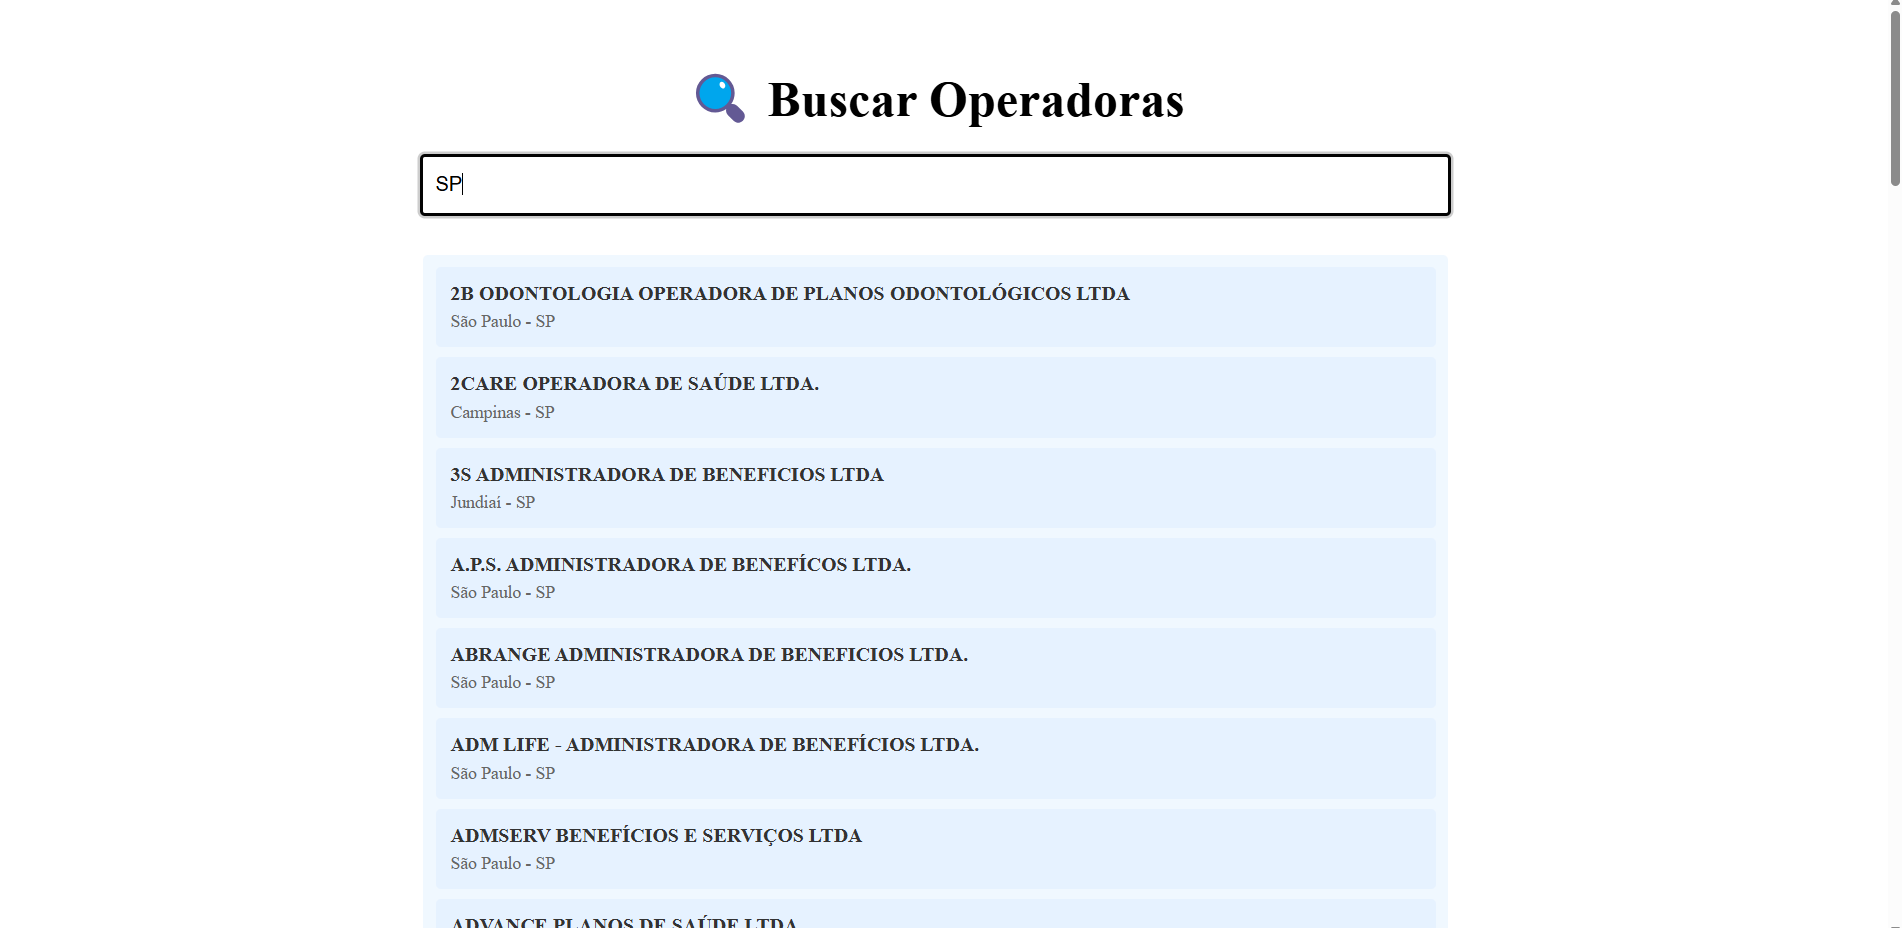 Buscar Operadoras
SP
2B ODONTOLOGIA OPERADORA DE PLANOS ODONTOLÓGICOS LTDA
São Paulo - SP
2CARE OPERADORA DE SAÚDE LTDA.
Campinas - SP
3S ADMINISTRADORA DE BENEFICIOS LTDA
Jundiaí - SP
A.P.S. ADMINISTRADORA DE BENEFÍCOS LTDA.
São Paulo - SP
ABRANGE ADMINISTRADORA DE BENEFICIOS LTDA.
São Paulo - SP
ADM LIFE - ADMINISTRADORA DE BENEFÍCIOS LTDA.
São Paulo - SP
ADMSERV BENEFÍCIOS E SERVIÇOS LTDA
São Paulo - SP
ADVANCE PLANOS DE SAÚDE LTDA